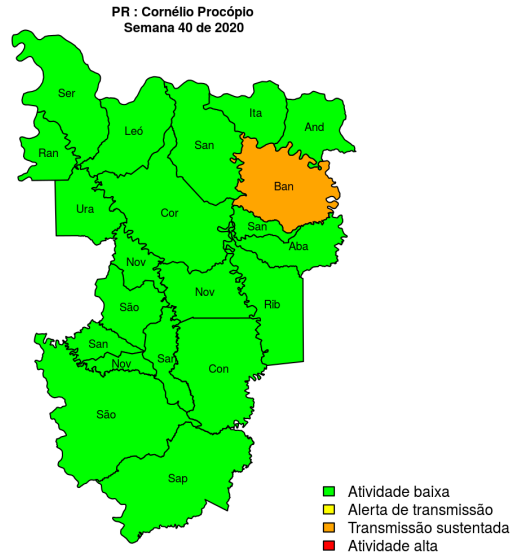 PR : Cornélio Procópio
Semana 40 de 2020
Ser
Ita
And
Leó
San
Ran
Ban
Ura
Cor
San
Aba
Nov
Nov
Rib
São
San
San
Nov
Con
São
Sap
Atividade baixa
Alerta de transmissão
Transmissão sustentada
Atividade alta